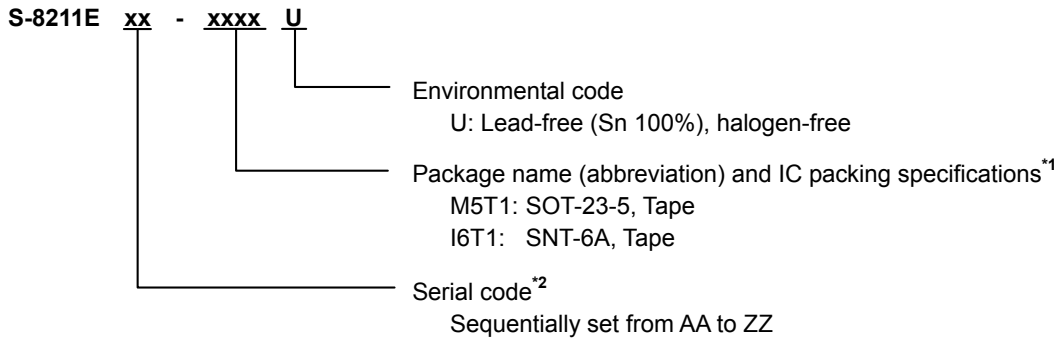 S-8211E xx - xxxx U
Environmental code
U: Lead-free (Sn 100%), halogen-free
Package name (abbreviation) and IC packing specifications*1
M5T1: SOT-23-5, Tape
I6T1: SNT-6A, Tape
Serial code*2
Sequentially set from AA to ZZ